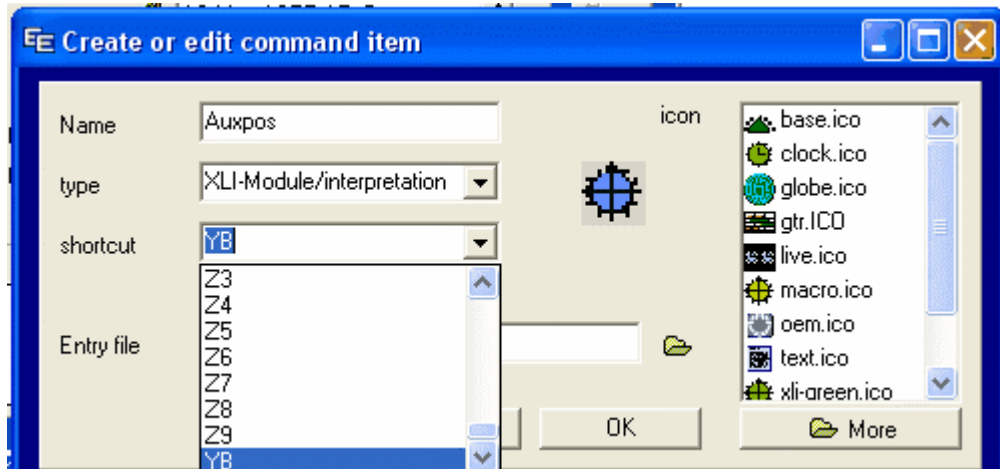 EE Create or edit command item
Name
Auxpos
icon
type
XLI-Module/interpretation
shortcut
YB
Z3
Z4
Z5
Z6
Z7
Z8
Z9
YB
Entry file
OK
base.ico
clock.ico
globe.ico
gtr.ICO
live.ico
macro.ico
oem.ico
text.ico
xli-green.ico
More